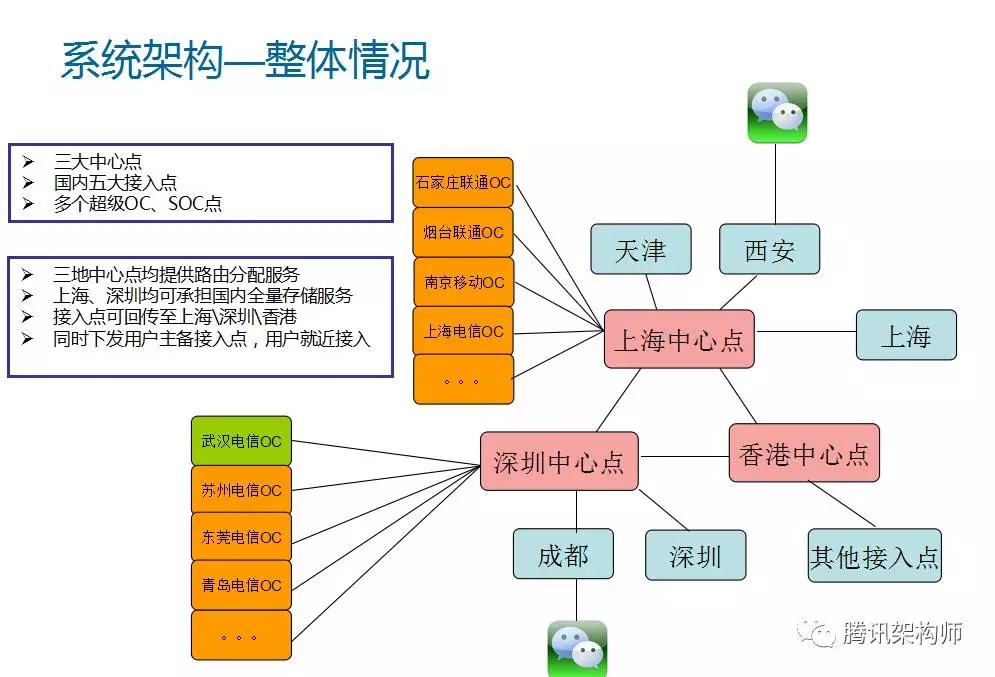 系统架构—整体情况
三大中心点
国内五大接入点
多个超级OC、SOC点
三地中心点均提供路由分配服务
上海、深圳均可承担国内全量存储服务
接入点可回传至上海\深圳\香港
同时下发用户主备接入点，用户就近接入
石家庄联通OC
烟台联通OC
南京移动OC
上海电信OC
。。。
天津
西安
上海中心点
上海
武汉电信OC
苏州电信OC
东莞电信OC
青岛电信OC
。。。
深圳中心点
香港中心点
成都
深圳
其他接入点
腾讯架构师